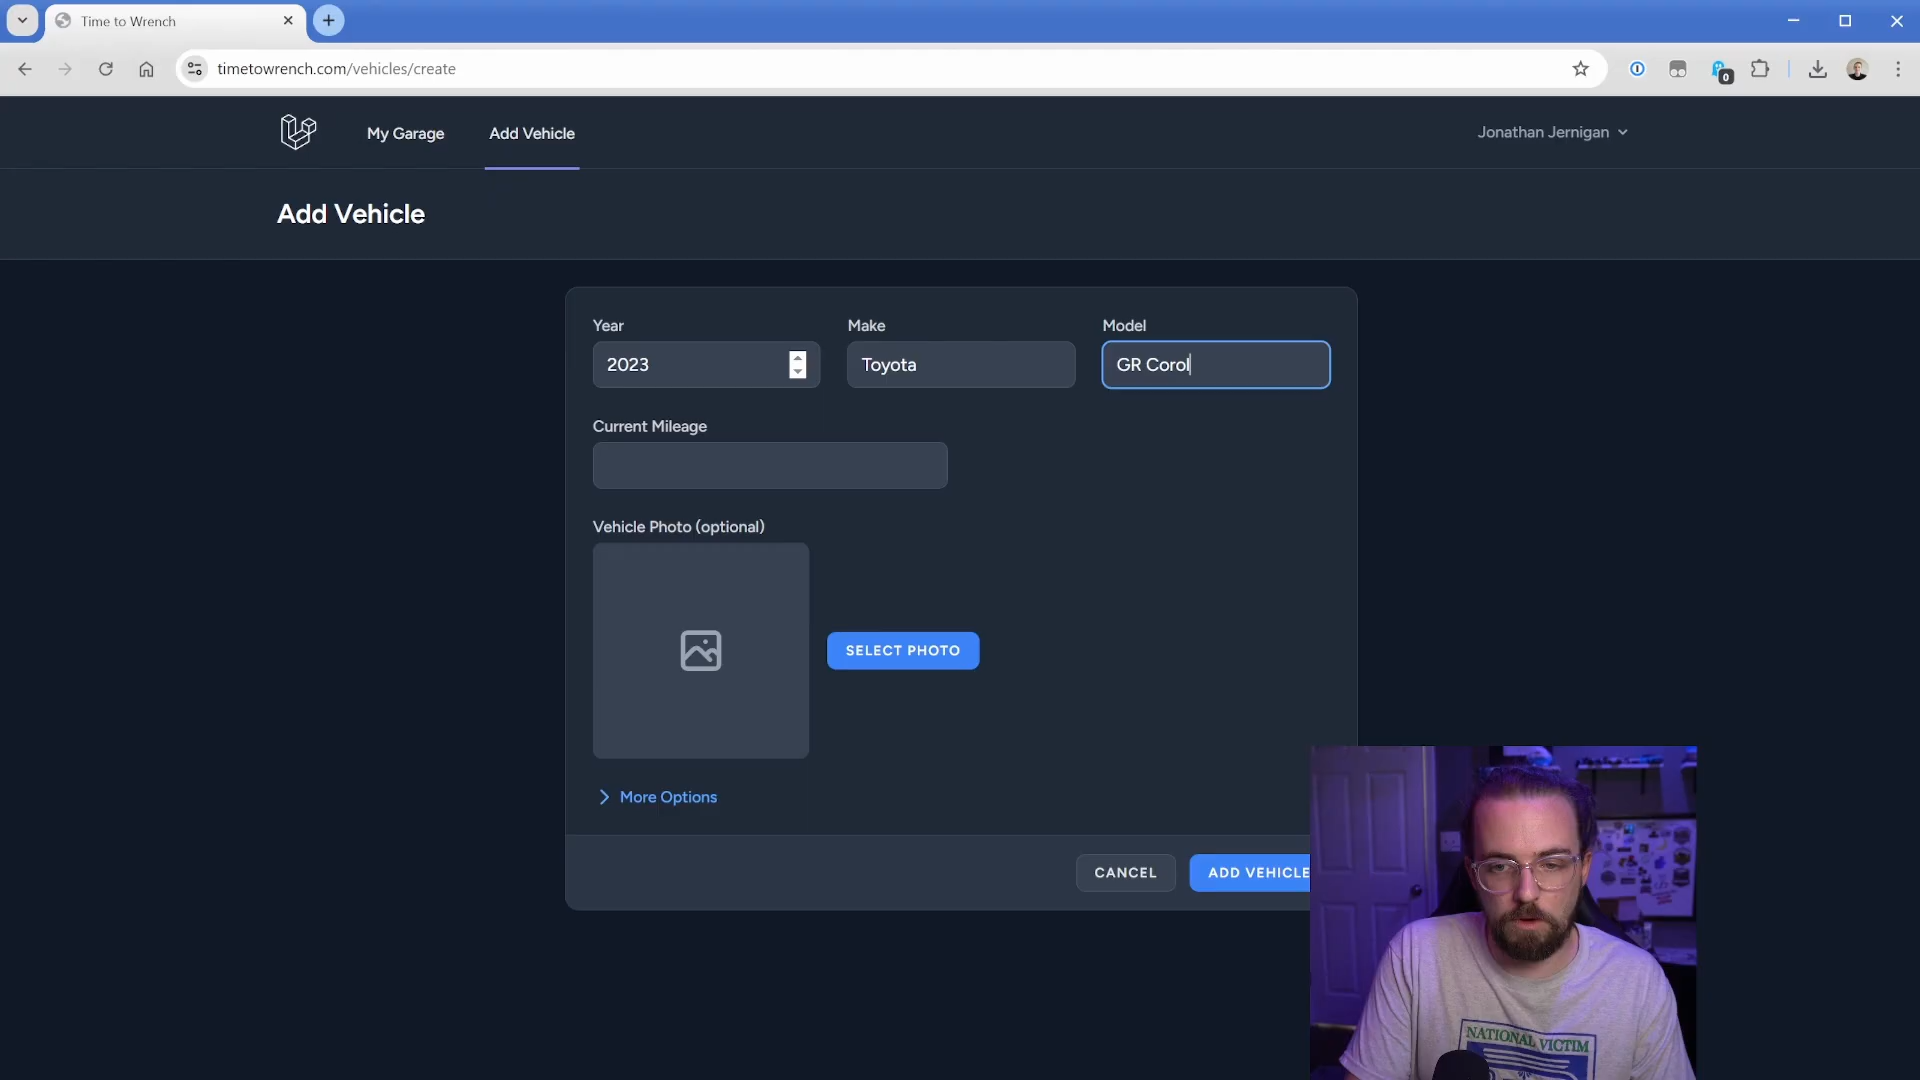 Time to Wrench
timetowrench.com/vehicles/create
0
My Garage
Add Vehicle
Jonathan Jernigan
Add Vehicle
Year
Make
Model
2023
Toyota
GR Corol
Current Mileage
Vehicle Photo (optional)
SELECT PHOTO
More Options
CANCEL
ADD VEHICLE
NATIONAL VICTIM